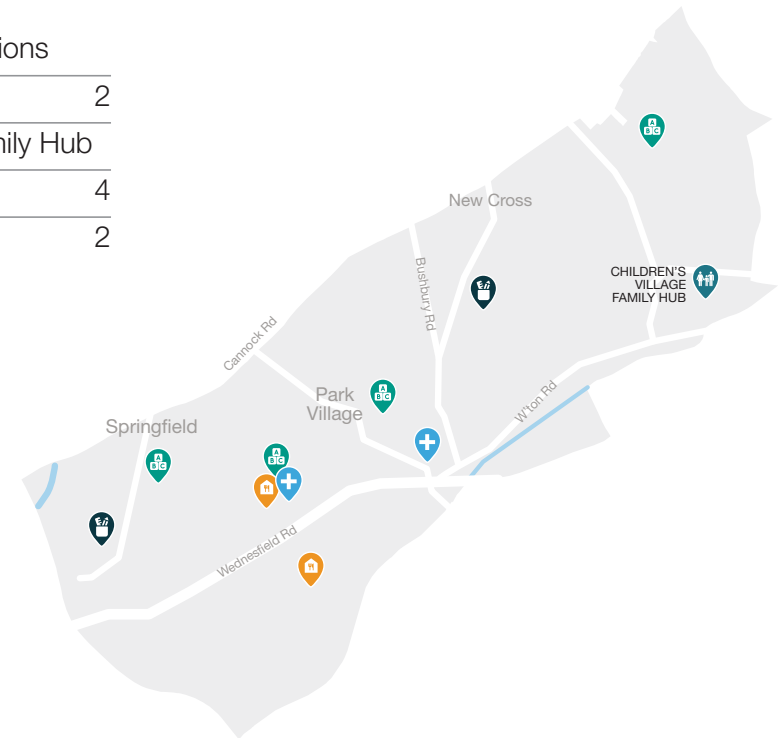 ions
2
nily Hub
4
2
New Cross
Bushbury Rd
CHILDREN'S
VILLAGE
FAMILY HUB
Cannock Rd
Park
Village
W'ton Rd
Springfield
Wednesfield Rd
A
B C
A
B C
A
B C
A
B C